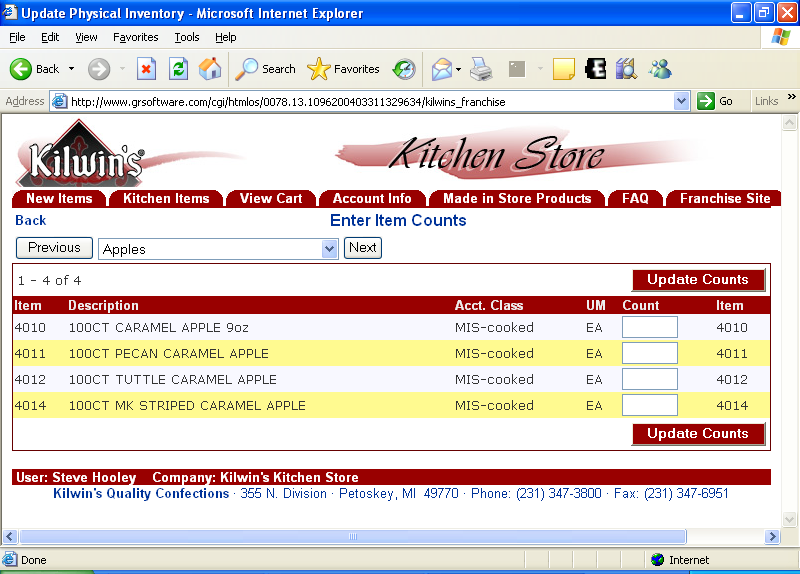 Update Physical Inventory - Microsoft Internet Explorer
File Edit View Favorites Tools Help
Back Search Favorites
Address http://www.grsoftware.com/cgi/htmlos/0078.13.1096200403311329634/kilwins_franchise Go Links »
Kilwin's Kitchen Store
New Items Kitchen Items View Cart Account Info Made in Store Products FAQ Franchise Site
Back Enter Item Counts
Previous Apples Next
1 - 4 of 4 Update Counts
Item Description Acct. Class UM Count Item
4010 100CT CARAMEL APPLE 9oz MIS-cooked EA 4010
4011 100CT PECAN CARAMEL APPLE MIS-cooked EA 4011
4012 100CT TUTTLE CARAMEL APPLE MIS-cooked EA 4012
4014 100CT MK STRIPED CARAMEL APPLE MIS-cooked EA 4014
Update Counts
User: Steve Hooley Company: Kilwin's Kitchen Store
Kilwin's Quality Confections · 355 N. Division · Petoskey, MI 49770 · Phone: (231) 347-3800 · Fax: (231) 347-6951
Done Internet